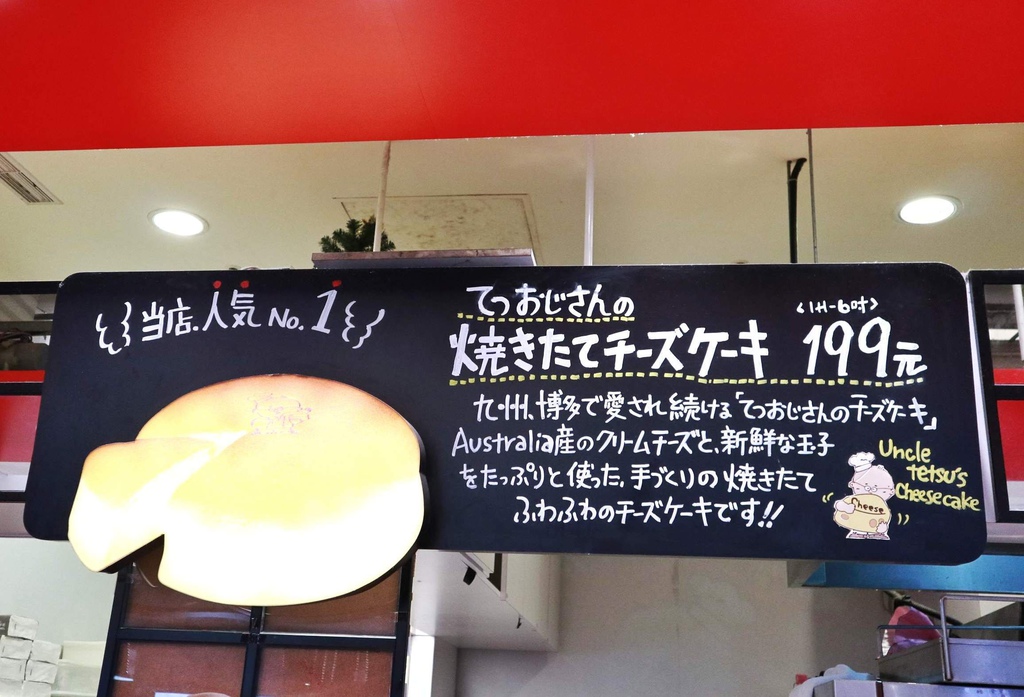 当店.人気 No.1
てつおじさんの
焼きたてチーズケーキ
<1H-6吋>
199元
九州、博多で愛され続ける「てつおじさんのチーズケーキ」
Australia産のクリームチーズと、新鮮な玉子
をたっぷりと使った、手づくりの焼きたて
ふわふわのチーズケーキです!!
Uncle
tetsu's
Cheese cake
Cheese